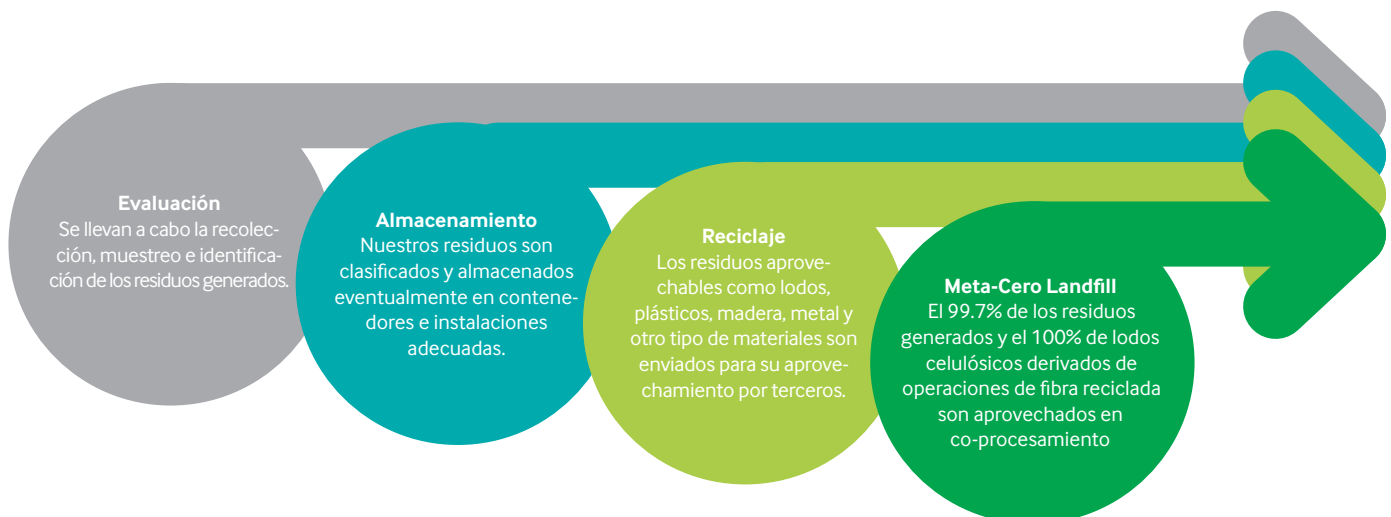 Evaluación
Se llevan a cabo la recolec-
ción, muestreo e identifica-
ción de los residuos generados.
Almacenamiento
Nuestros residuos son
clasificados y almacenados
eventualmente en contene-
dores e instalaciones
adecuadas.
Reciclaje
Los residuos aprove-
chables como lodos,
plásticos, madera, metal y
otro tipo de materiales son
enviados para su aprove-
chamiento por terceros.
Meta-Cero Landfill
El 99.7% de los residuos
generados y el 100% de lodos
celulósicos derivados de
operaciones de fibra reciclada
son aprovechados en
co-procesamiento